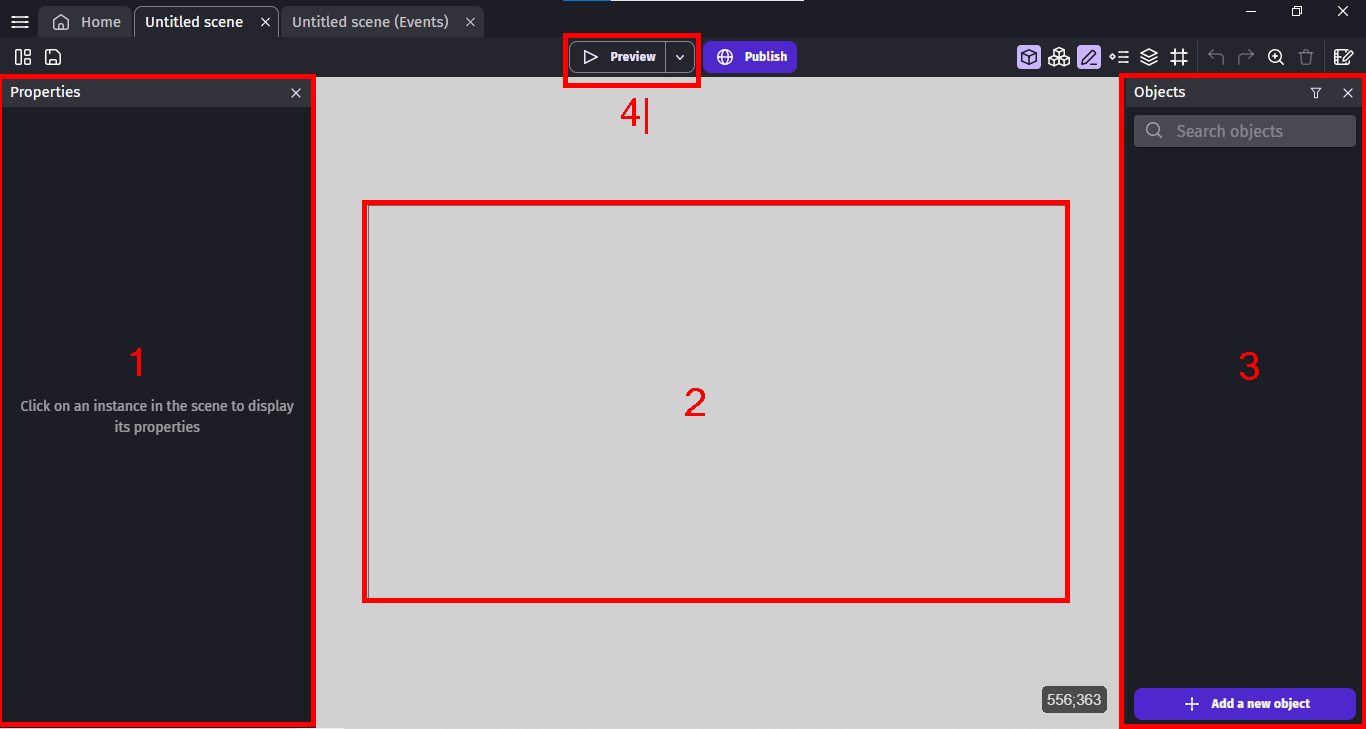 Home
Untitled scene
Untitled scene (Events)
Preview
Publish
4
Properties
Objects
Search objects
1
Click on an instance in the scene to display
its properties
2
3
556;363
Add a new object